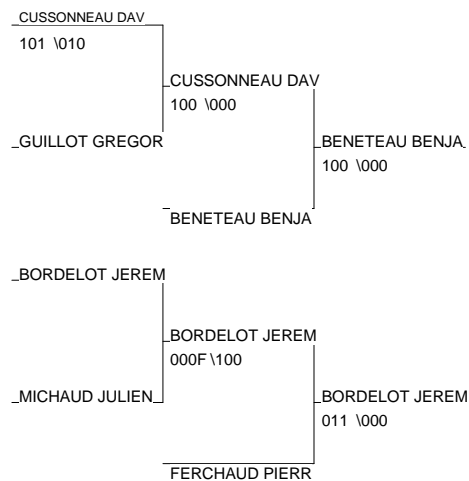 CUSSONNEAU DAV
101 \010
CUSSONNEAU DAV
100 \000
GUILLOT GREGOR
BENETEAU BENJA
100 \000
BENETEAU BENJA
BORDELOT JEREM
BORDELOT JEREM
000F \100
MICHAUD JULIEN
BORDELOT JEREM
011 \000
FERCHAUD PIERR